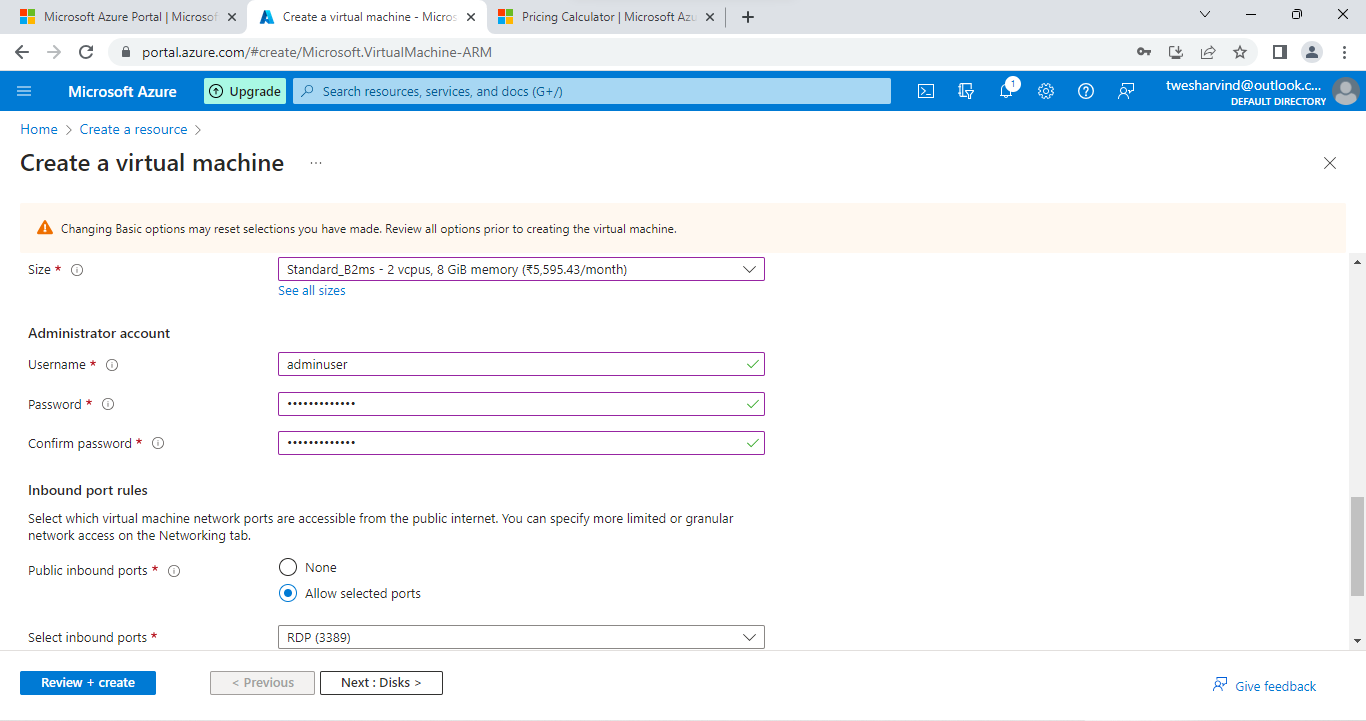 Microsoft Azure Portal | Microsof
Create a virtual machine - Micros
Pricing Calculator | Microsoft Azu
portal.azure.com/#create/Microsoft.VirtualMachine-ARM
Microsoft Azure
Upgrade
Search resources, services, and docs (G+/)
1
twesharvind@outlook.c...
DEFAULT DIRECTORY
Home > Create a resource >
Create a virtual machine ...
Changing Basic options may reset selections you have made. Review all options prior to creating the virtual machine.
Size *
Standard_B2ms - 2 vcpus, 8 GiB memory (₹5,595.43/month)
See all sizes
Administrator account
Username *
adminuser
Password *
•••••••••••••
Confirm password *
•••••••••••••
Inbound port rules
Select which virtual machine network ports are accessible from the public internet. You can specify more limited or granular
network access on the Networking tab.
Public inbound ports *
None
Allow selected ports
Select inbound ports *
RDP (3389)
Review + create
< Previous
Next : Disks >
Give feedback